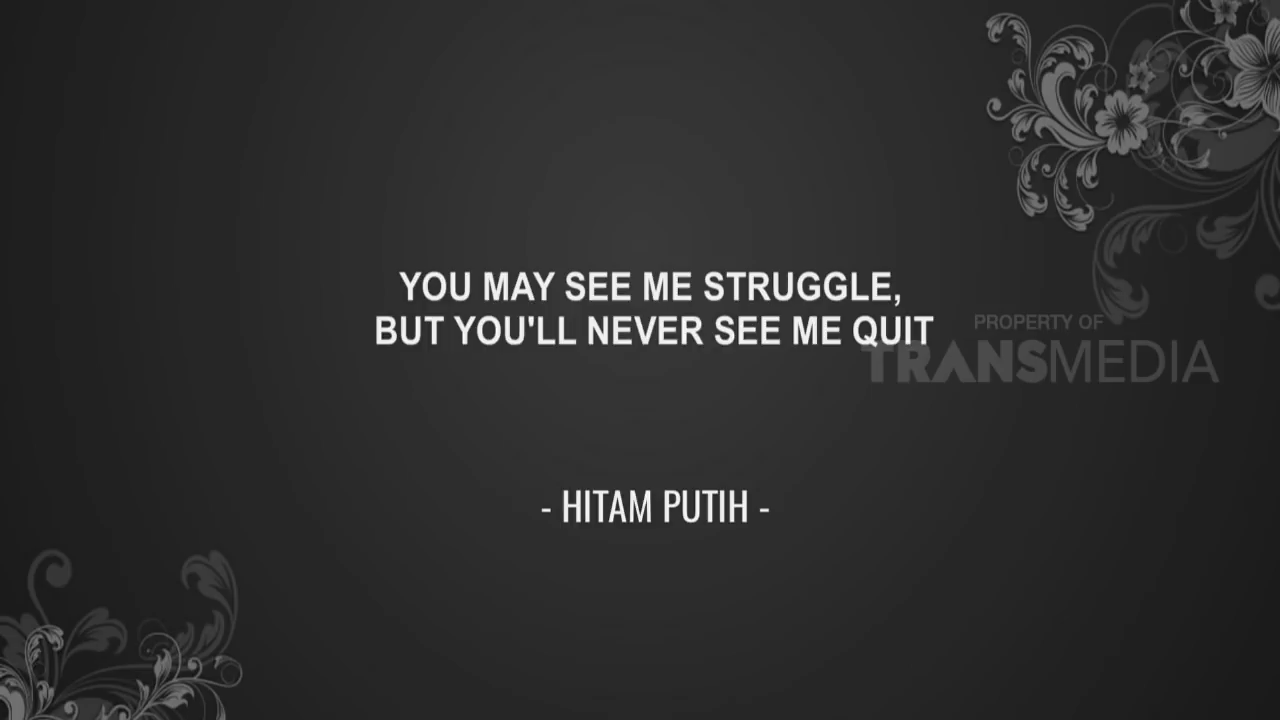 YOU MAY SEE ME STRUGGLE,
BUT YOU'LL NEVER SEE ME QUIT
PROPERTY OF
TRANSMEDIA
- HITAM PUTIH -